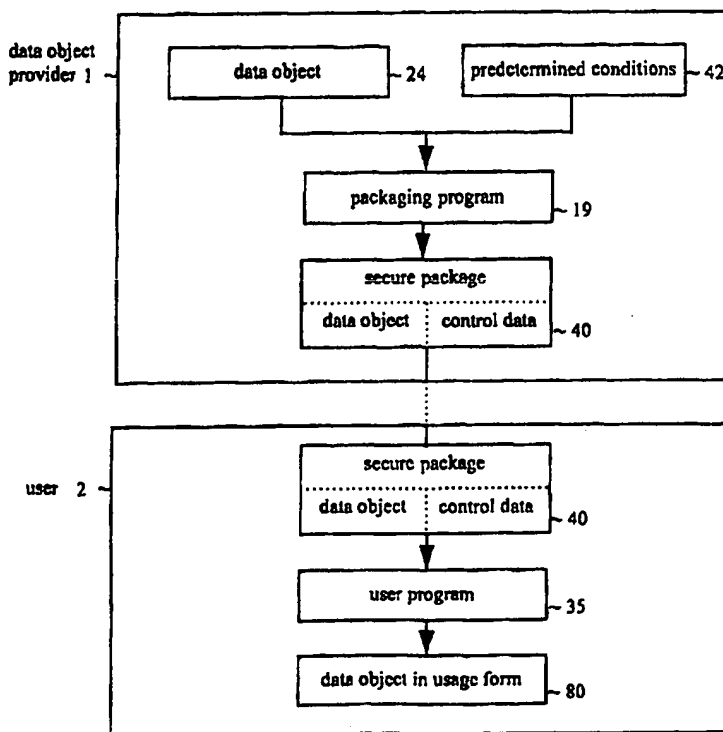 data object
provider 1
data object
24
predetermined conditions
42
packaging program
19
secure package
data object control data
40
user 2
secure package
data object control data
40
user program
35
data object in usage form
80